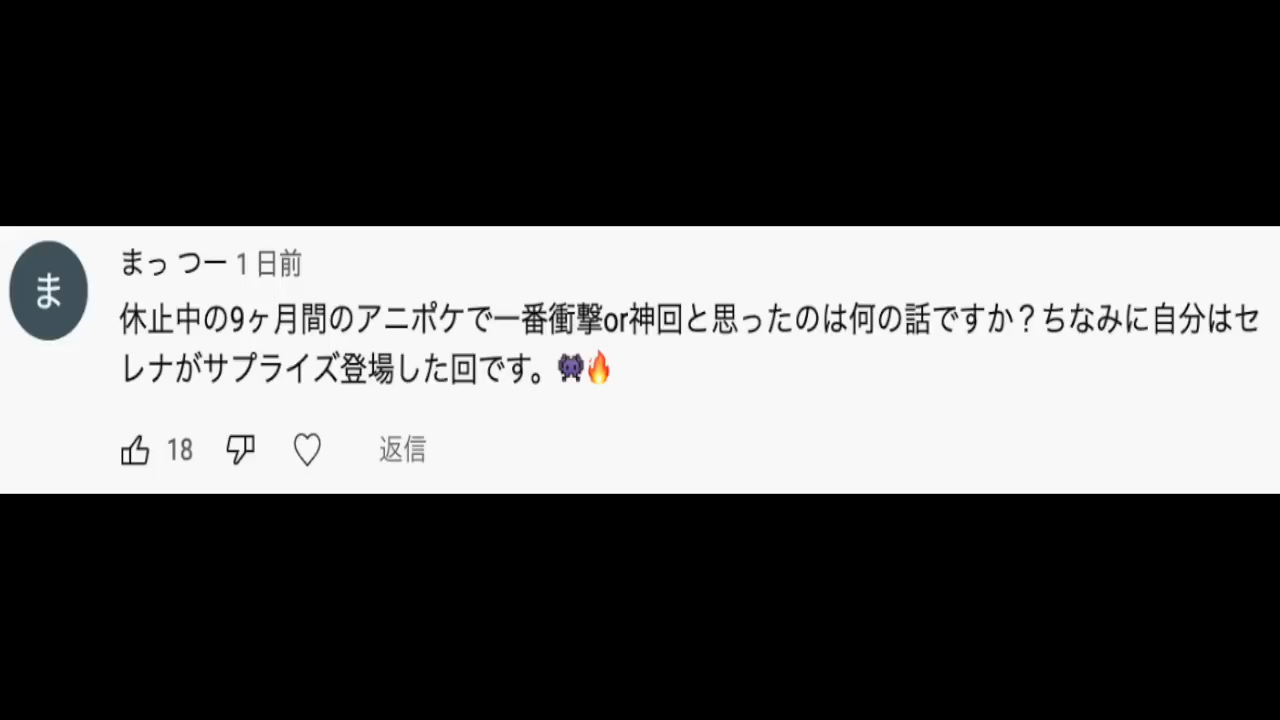 ま
まっ つー 1 日前
休止中の9ヶ月間のアニポケで一番衝撃or神回と思ったのは何の話ですか？ちなみに自分はセ
レナがサプライズ登場した回です。👾🔥
18 返信